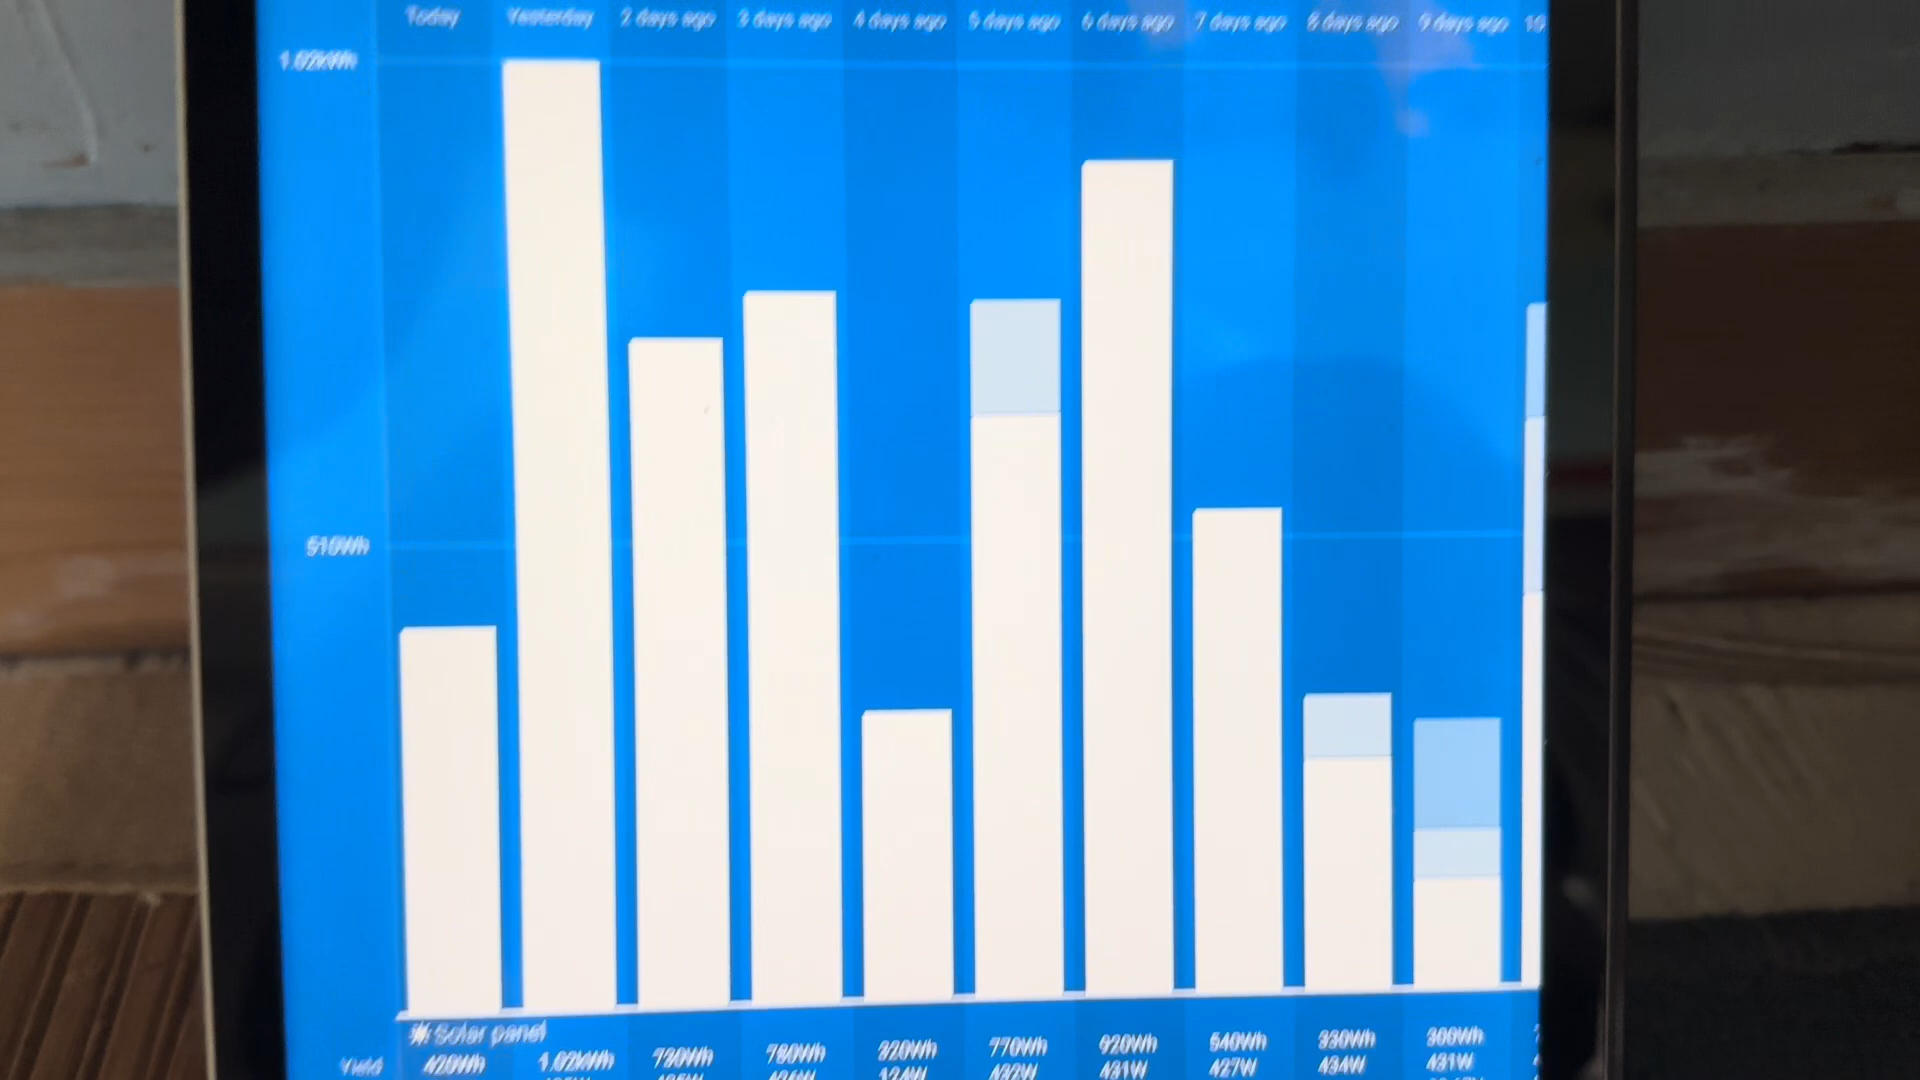 Today Yesterday 2 days ago 3 days ago 4 days ago 5 days ago 6 days ago 7 days ago 8 days ago 9 days ago 10
1.02kWh
510Wh
Solar panel
Yield 420Wh 1.02kWh 730Wh 780Wh 320Wh 770Wh 920Wh 540Wh 330Wh 300Wh
432W 431W 427W 434W 431W